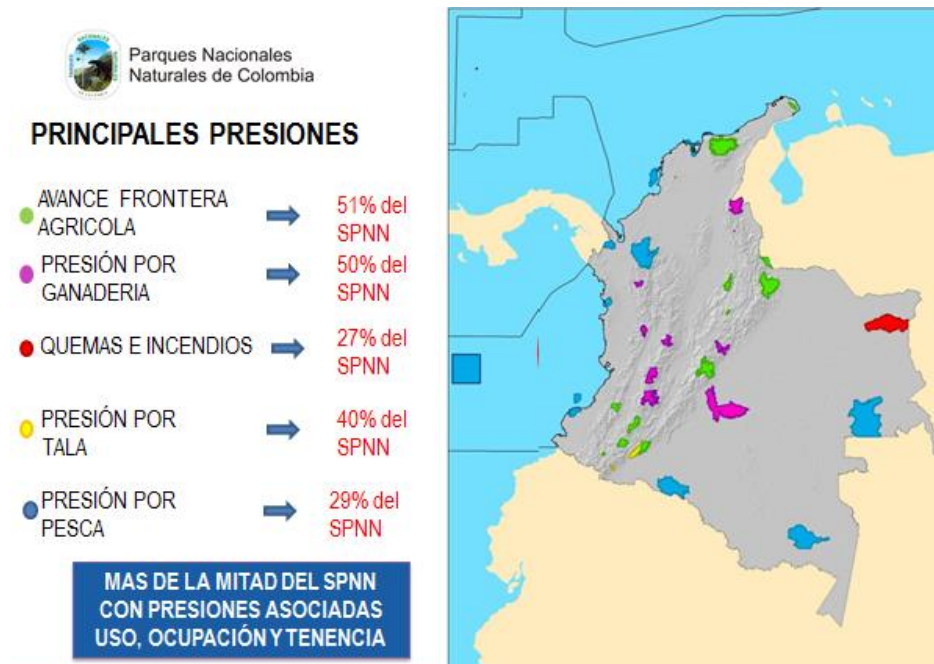 Parques Nacionales
Naturales de Colombia
PRINCIPALES PRESIONES
AVANCE FRONTERA
AGRICOLA
51% del
SPNN
PRESIÓN POR
GANADERIA
50% del
SPNN
QUEMAS E INCENDIOS
27% del
SPNN
PRESIÓN POR
TALA
40% del
SPNN
PRESIÓN POR
PESCA
29% del
SPNN
MAS DE LA MITAD DEL SPNN
CON PRESIONES ASOCIADAS
USO, OCUPACIÓN Y TENENCIA